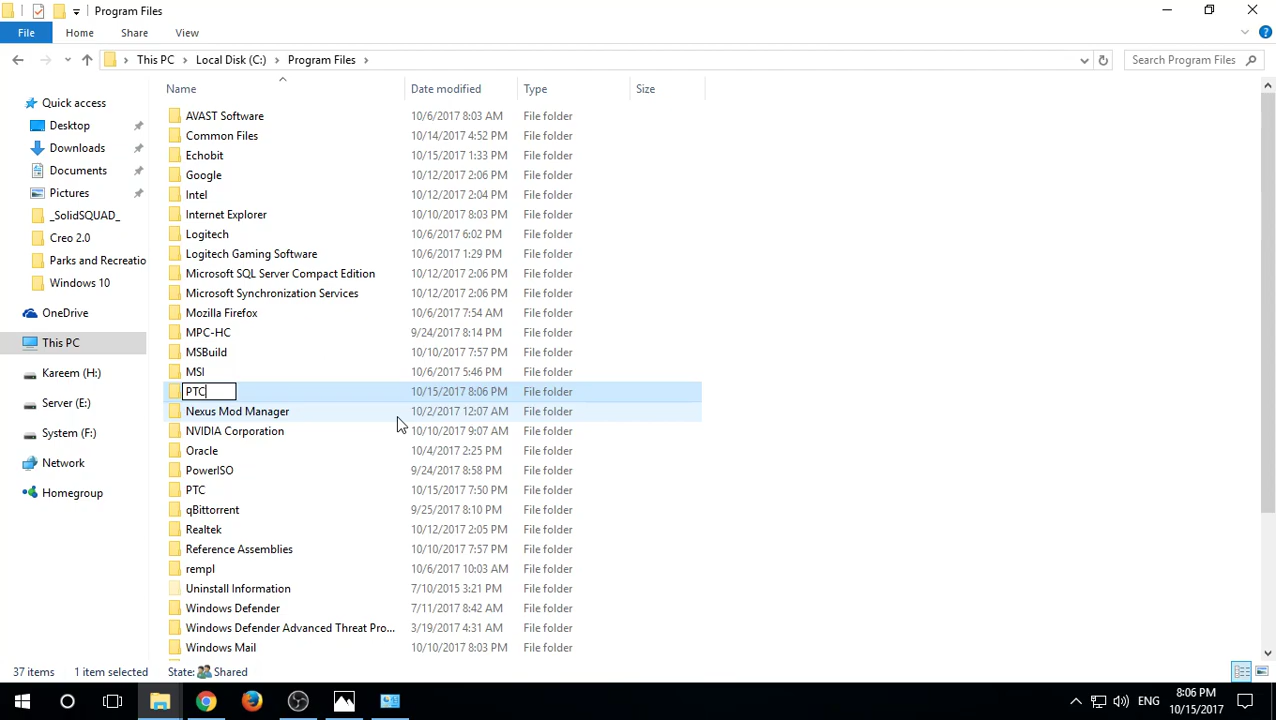 Program Files
File Home Share View
This PC Local Disk (C:) Program Files Search Program Files
Name Date modified Type Size
Quick access
Desktop
Downloads
Documents
Pictures
_SolidSQUAD_
Creo 2.0
Parks and Recreatio
Windows 10
OneDrive
This PC
Kareem (H:)
Server (E:)
System (F:)
Network
Homegroup
AVAST Software 10/6/2017 8:03 AM File folder
Common Files 10/14/2017 4:52 PM File folder
Echobit 10/15/2017 1:33 PM File folder
Google 10/12/2017 2:06 PM File folder
Intel 10/12/2017 2:04 PM File folder
Internet Explorer 10/10/2017 8:03 PM File folder
Logitech 10/6/2017 6:02 PM File folder
Logitech Gaming Software 10/6/2017 1:29 PM File folder
Microsoft SQL Server Compact Edition 10/12/2017 2:06 PM File folder
Microsoft Synchronization Services 10/12/2017 2:06 PM File folder
Mozilla Firefox 10/6/2017 7:54 AM File folder
MPC-HC 9/24/2017 8:14 PM File folder
MSBuild 10/10/2017 7:57 PM File folder
MSI 10/6/2017 5:46 PM File folder
PTC 10/15/2017 8:06 PM File folder
Nexus Mod Manager 10/2/2017 12:07 AM File folder
NVIDIA Corporation 10/10/2017 9:07 AM File folder
Oracle 10/4/2017 2:25 PM File folder
PowerISO 9/24/2017 8:58 PM File folder
PTC 10/15/2017 7:50 PM File folder
qBittorrent 9/25/2017 8:10 PM File folder
Realtek 10/12/2017 2:05 PM File folder
Reference Assemblies 10/10/2017 7:57 PM File folder
rempl 10/6/2017 10:03 AM File folder
Uninstall Information 7/10/2015 3:21 PM File folder
Windows Defender 7/11/2017 8:42 AM File folder
Windows Defender Advanced Threat Pro... 3/19/2017 4:31 AM File folder
Windows Mail 10/10/2017 8:03 PM File folder
37 items 1 item selected State: Shared
ENG 8:06 PM
10/15/2017